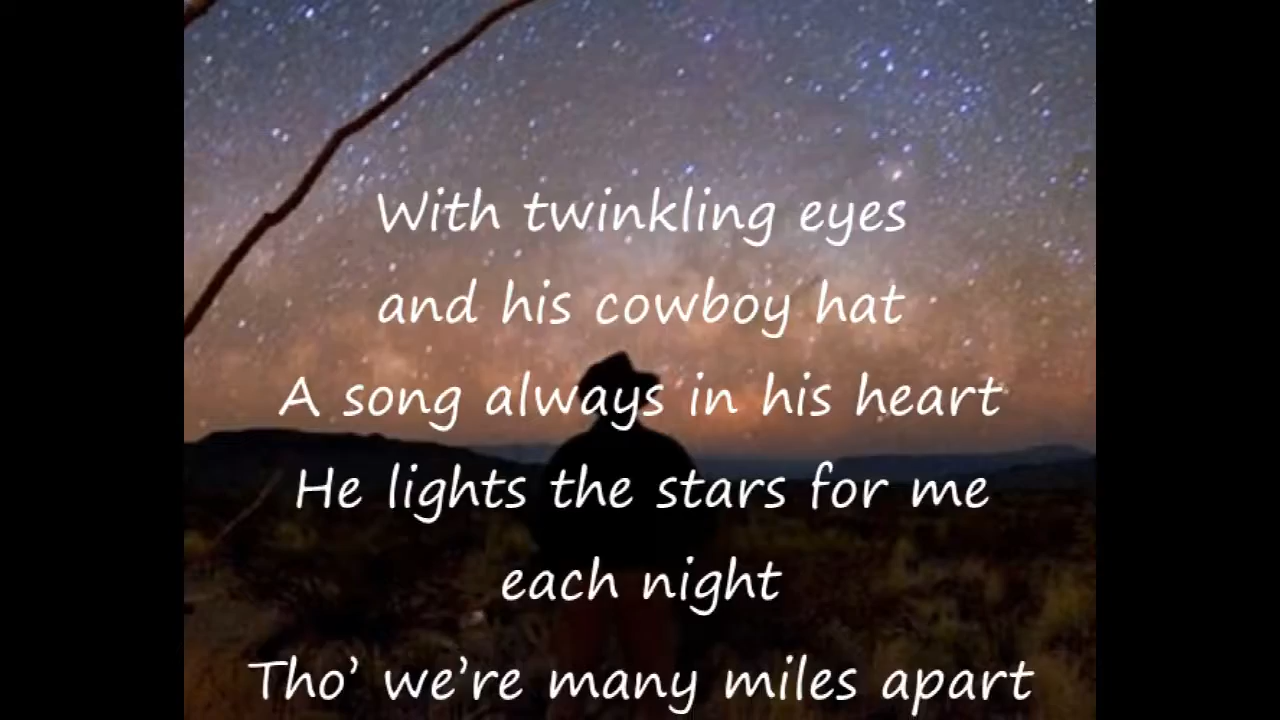 With twinkling eyes
and his cowboy hat
A song always in his heart
He lights the stars for me
each night
Tho’ we’re many miles apart